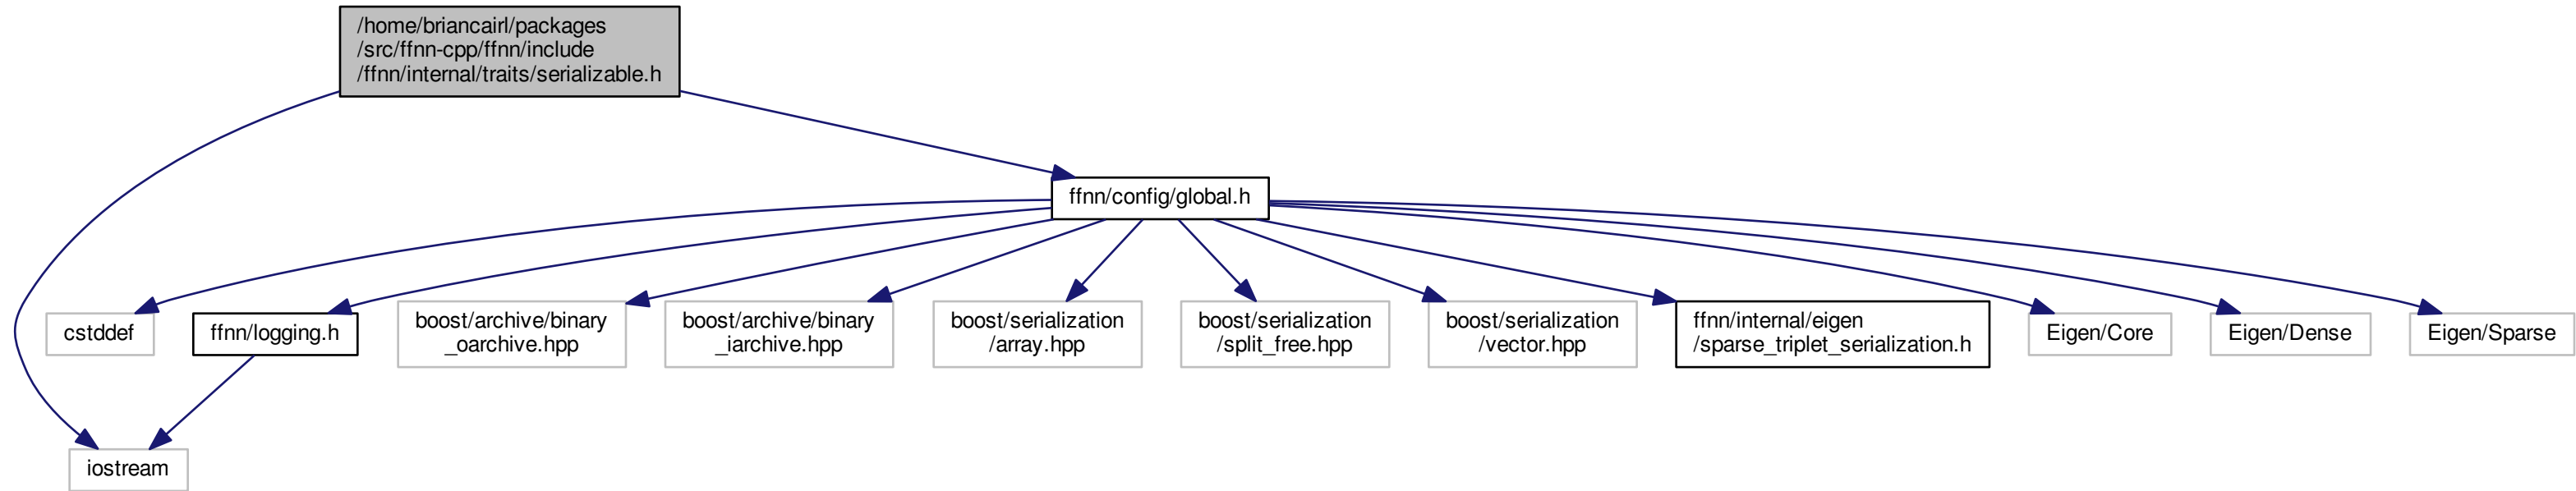 /home/briancairl/packages
/src/ffnn-cpp/ffnn/include
/ffnn/internal/traits/serializable.h
ffnn/config/global.h
cstddef
ffnn/logging.h
boost/archive/binary
_oarchive.hpp
boost/archive/binary
_iarchive.hpp
boost/serialization
/array.hpp
boost/serialization
/split_free.hpp
boost/serialization
/vector.hpp
ffnn/internal/eigen
/sparse_triplet_serialization.h
Eigen/Core
Eigen/Dense
Eigen/Sparse
iostream